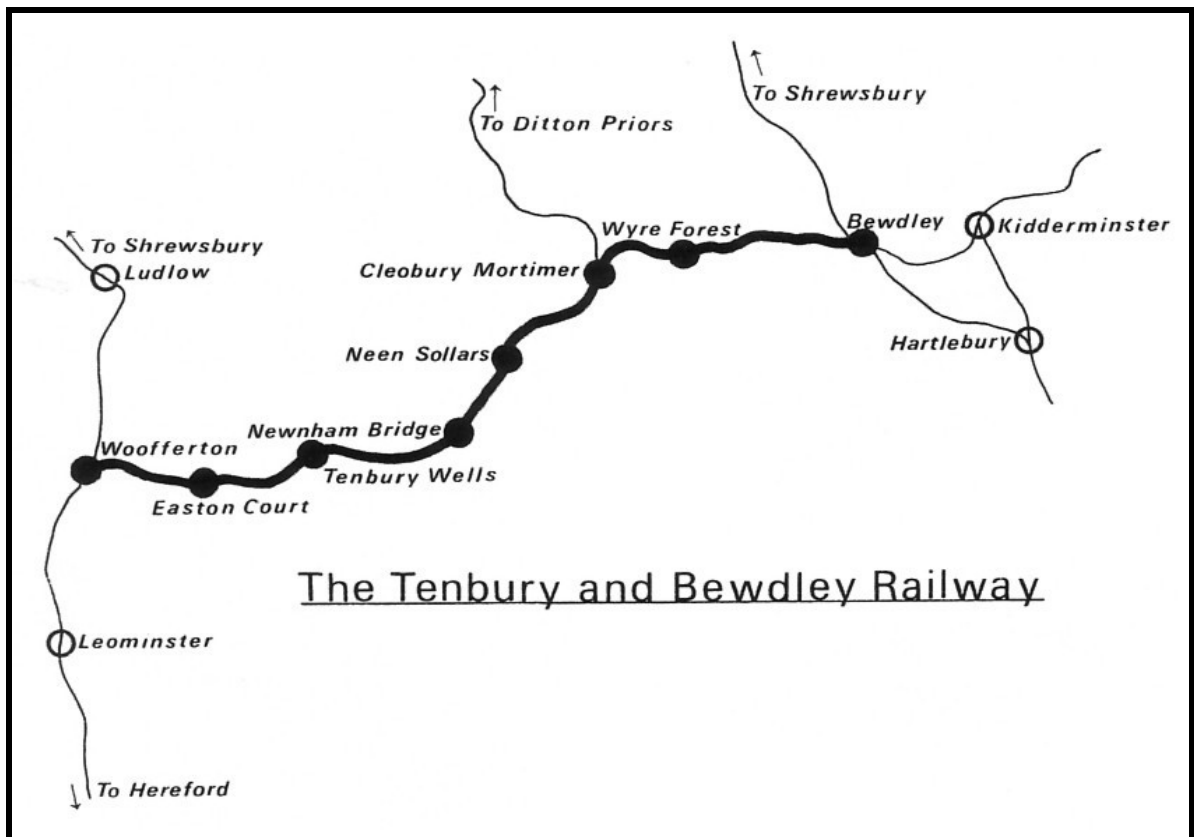 To Shrewsbury
To Ditton Priors
Wyre Forest
Bewdley
Kidderminster
To Shrewsbury
Ludlow
Cleobury Mortimer
Hartlebury
Neen Sollars
Newnham Bridge
Woofferton
Tenbury Wells
Easton Court
The Tenbury and Bewdley Railway
Leominster
To Hereford